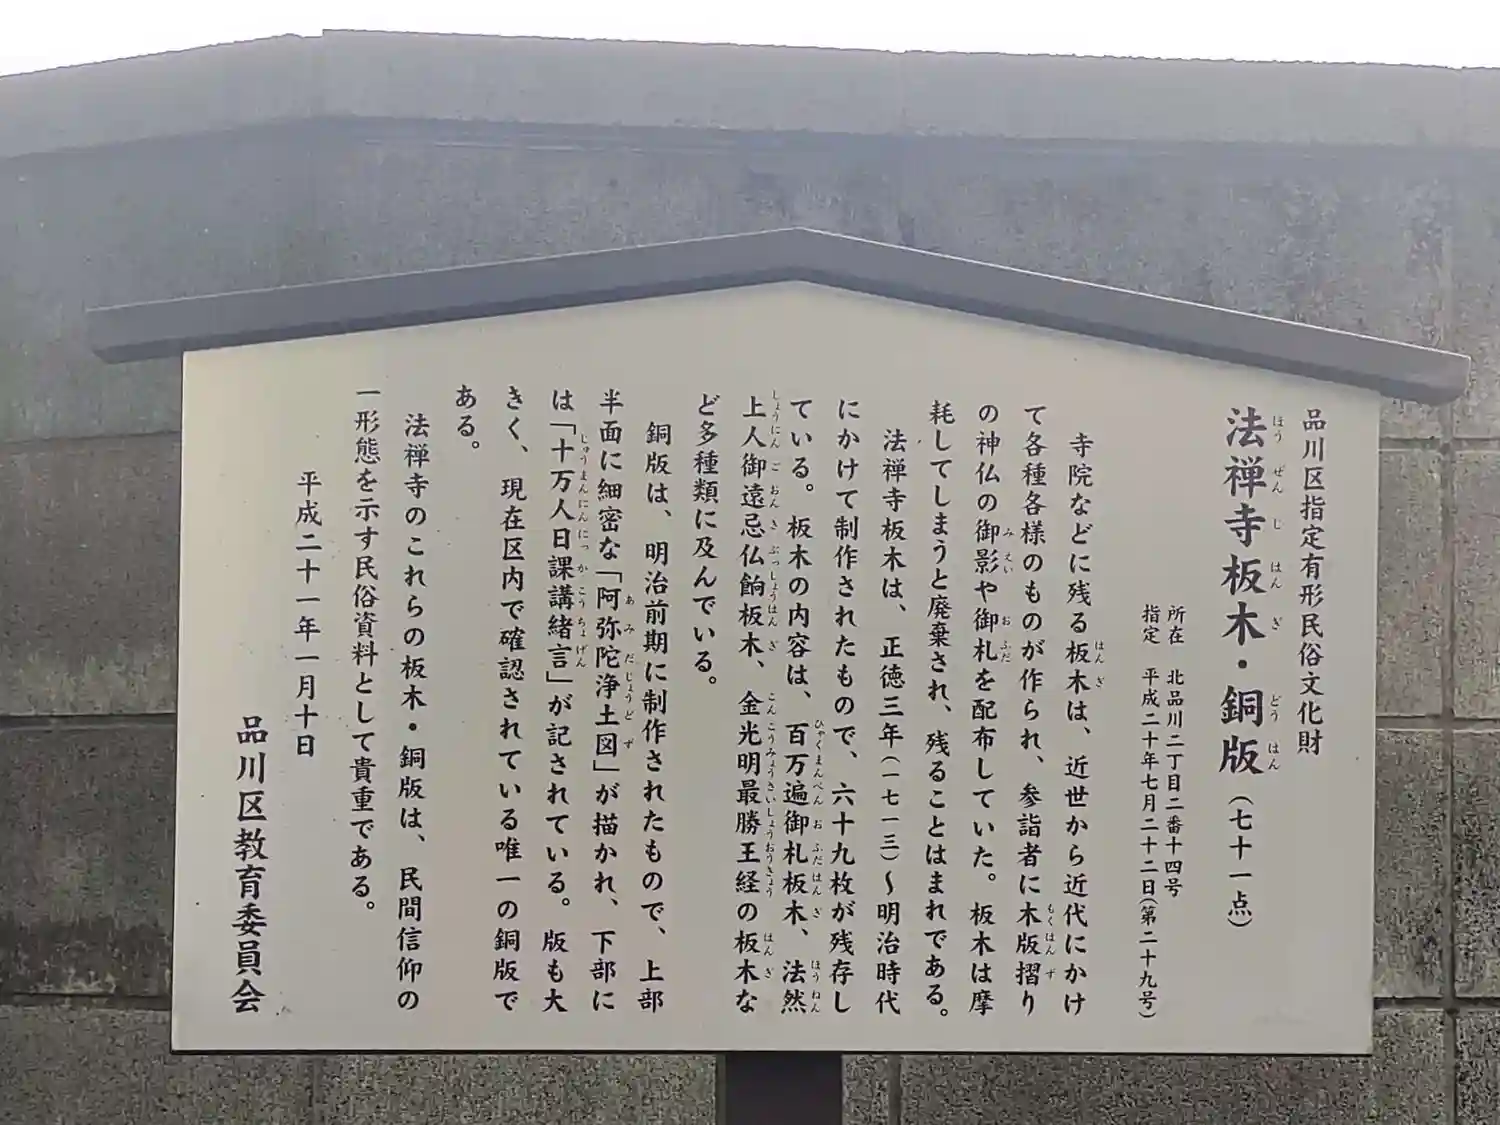 品川区指定有形民俗文化財
法禅寺板木・銅版（七十一点）
所在　北品川二丁目二番十四号
指定　平成二十年七月二十二日（第二十九号）
寺院などに残る板木は、近世から近代にかけ
て各種各様のものが作られ、参詣者に木版摺り
の神仏の御影や御札を配布していた。板木は摩
耗してしまうと廃棄され、残ることはまれである。
法禅寺板木は、正徳三年（一七一三）～明治時代
にかけて制作されたもので、六十九枚が残存し
ている。板木の内容は、百万遍御札板木、法然
上人御遠忌仏餉板木、金光明最勝王経の板木な
ど多種類に及んでいる。
銅版は、明治前期に制作されたもので、上部
半面に細密な「阿弥陀浄土図」が描かれ、下部に
は「十万人日課講緒言」が記されている。版も大
きく、現在区内で確認されている唯一の銅版で
ある。
法禅寺のこれらの板木・銅版は、民間信仰の
一形態を示す民俗資料として貴重である。
平成二十一年一月十日
品川区教育委員会